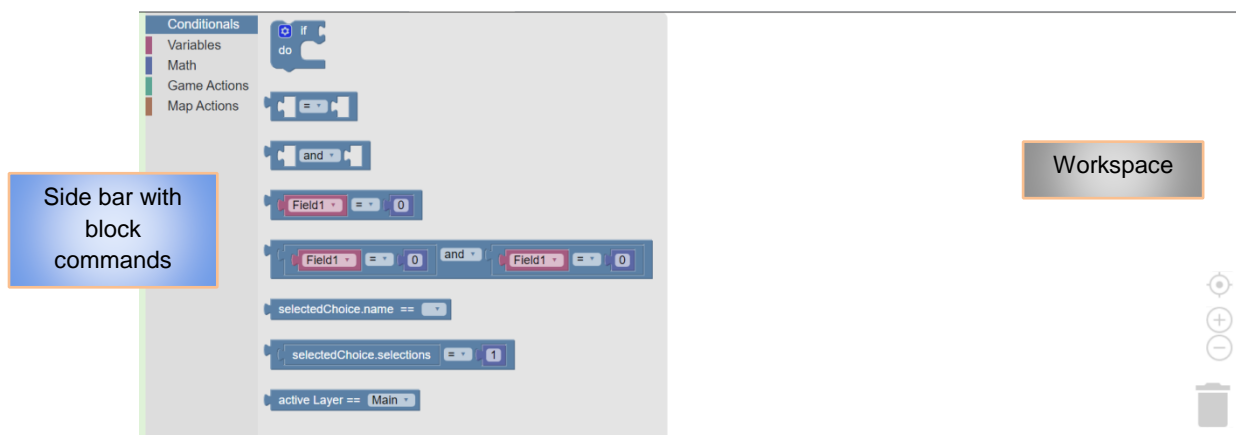 Conditionals
Variables
Math
Game Actions
Map Actions
if
do
=
and
Field1 = 0
Field1 = 0 and Field1 = 0
selectedChoice.name ==
selectedChoice.selections = 1
active Layer == Main
Side bar with
block
commands
Workspace